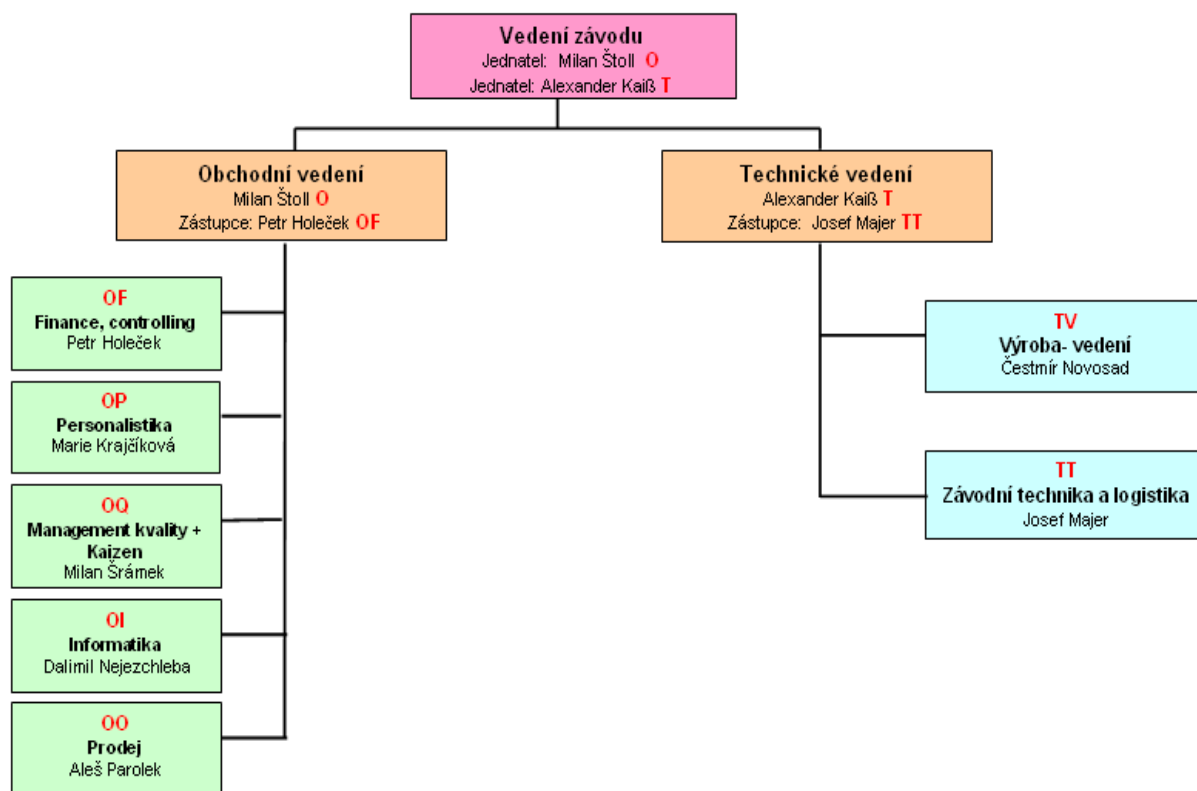 Vedení závodu
Jednatel: Milan Štoll O
Jednatel: Alexander Kaiß T
Obchodní vedení
Milan Štoll O
Zástupce: Petr Holeček OF
Technické vedení
Alexander Kaiß T
Zástupce: Josef Majer TT
OF
Finance, controlling
Petr Holeček
OP
Personalistika
Marie Krajčíková
OQ
Management kvality +
Kaizen
Milan Šrámek
OI
Informatika
Dalimil Nejezchleba
OO
Prodej
Aleš Parolek
TV
Výroba- vedení
Čestmír Novosad
TT
Závodní technika a logistika
Josef Majer